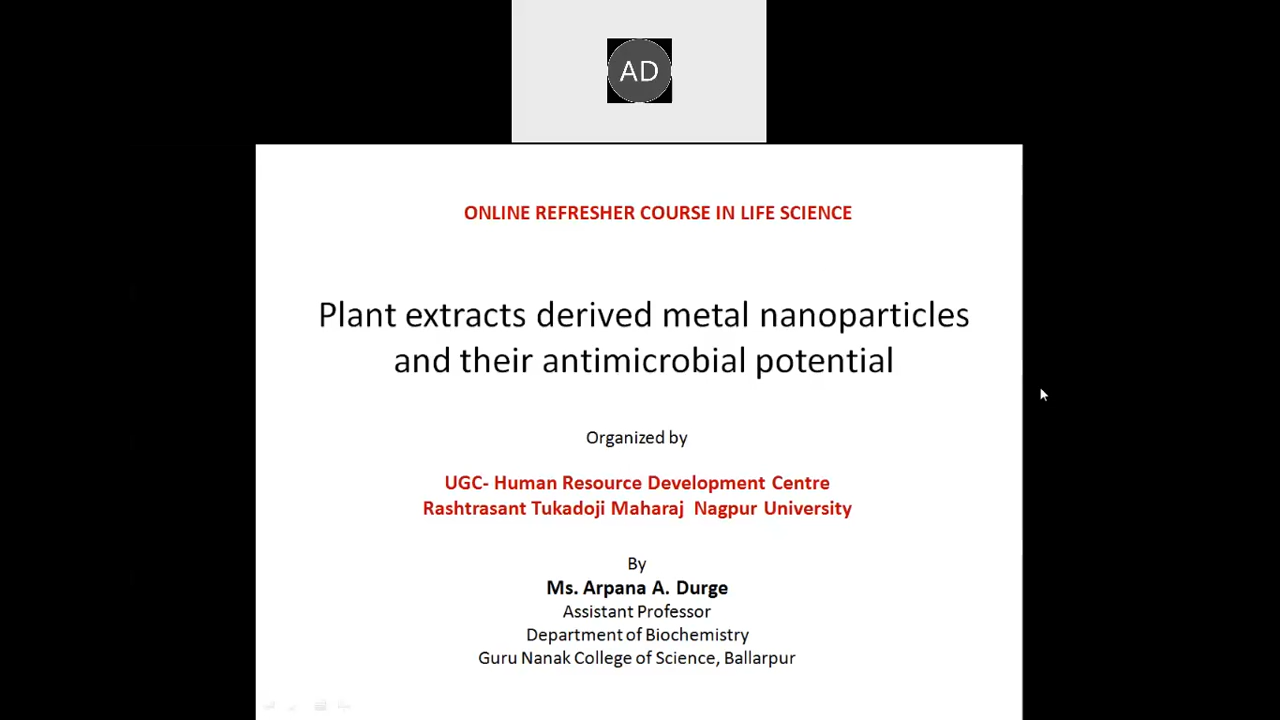 AD
ONLINE REFRESHER COURSE IN LIFE SCIENCE
Plant extracts derived metal nanoparticles
and their antimicrobial potential
Organized by
UGC- Human Resource Development Centre
Rashtrasant Tukadoji Maharaj Nagpur University
By
Ms. Arpana A. Durge
Assistant Professor
Department of Biochemistry
Guru Nanak College of Science, Ballarpur